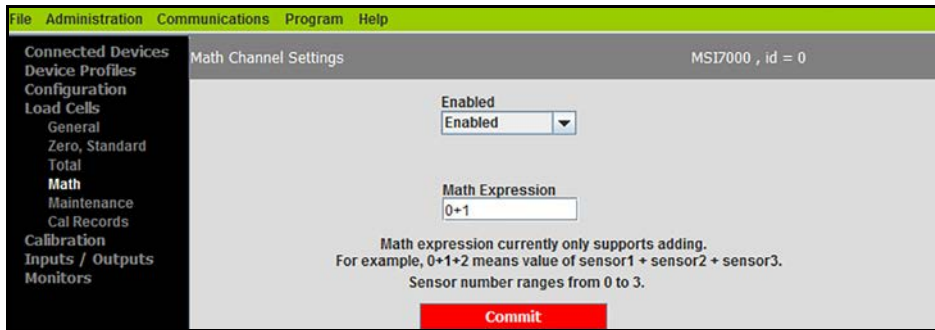 File Administration Communications Program Help
Connected Devices
Device Profiles
Configuration
Load Cells
General
Zero, Standard
Total
Math
Maintenance
Cal Records
Calibration
Inputs / Outputs
Monitors
Math Channel Settings
MSI7000 , id = 0
Enabled
Enabled
Math Expression
0+1
Math expression currently only supports adding.
For example, 0+1+2 means value of sensor1 + sensor2 + sensor3.
Sensor number ranges from 0 to 3.
Commit